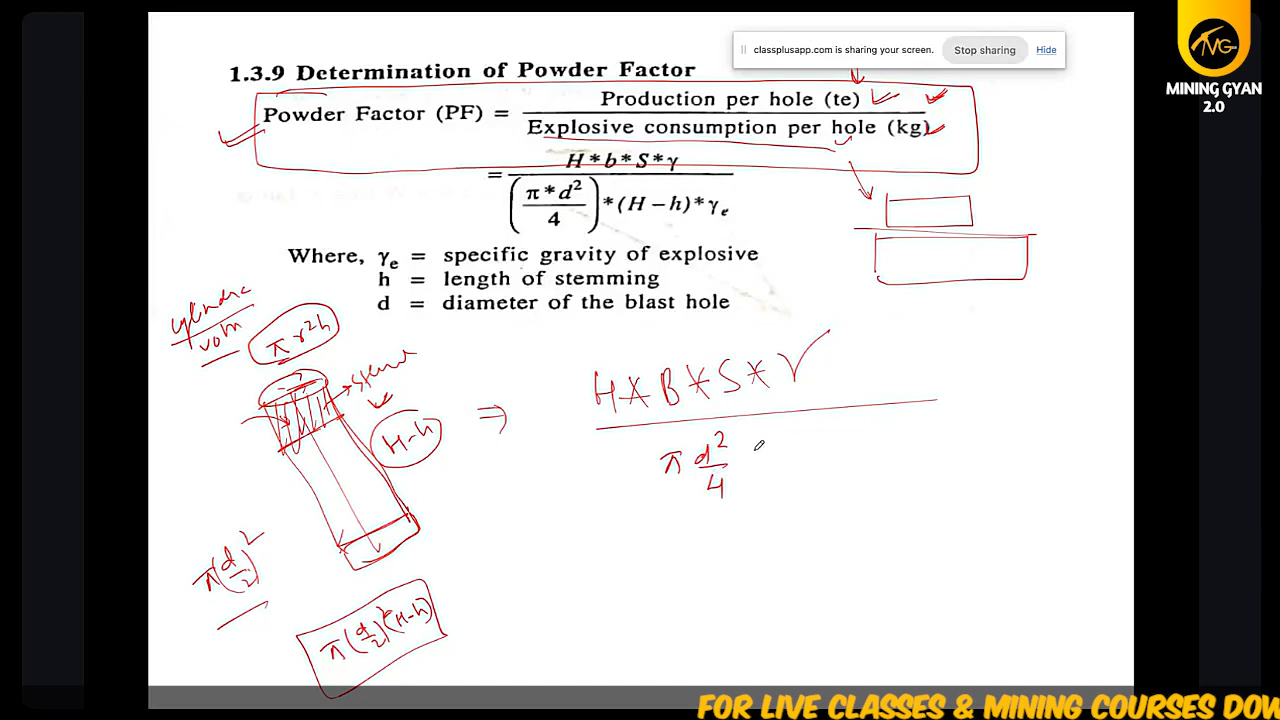 classplusapp.com is sharing your screen. Stop sharing Hide
MINING GYAN
2.0
1.3.9 Determination of Powder Factor
Powder Factor (PF) = Production per hole (te) / Explosive consumption per hole (kg)
= H * b * S * γ / (π * d² / 4) * (H – h) * γe
Where, γe = specific gravity of explosive
h = length of stemming
d = diameter of the blast hole
π r²h
H-h
⇒ H * B * S * γ
π d²/4
π(d/2)²
π(d/2)²(H-h)
FOR LIVE CLASSES & MINING COURSES DOW